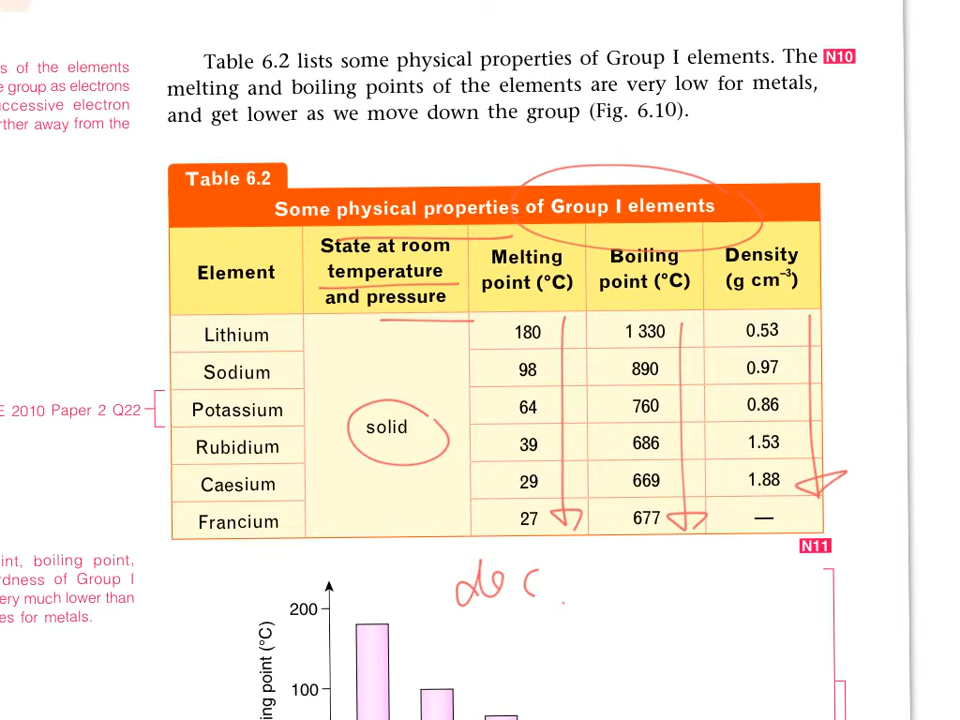 Table 6.2 lists some physical properties of Group I elements. The N10
melting and boiling points of the elements are very low for metals,
and get lower as we move down the group (Fig. 6.10).
s of the elements
e group as electrons
uccessive electron
rther away from the
Table 6.2
Some physical properties of Group I elements
Element
State at room
temperature
and pressure
Melting
point (°C)
Boiling
point (°C)
Density
(g cm⁻³)
Lithium 180 1 330 0.53
Sodium 98 890 0.97
Potassium 64 760 0.86
solid
Rubidium 39 686 1.53
Caesium 29 669 1.88
Francium 27 677 —
E 2010 Paper 2 Q22
N11
int, boiling point,
rdness of Group I
ery much lower than
es for metals.
dec.
200
100
ing point (°C)